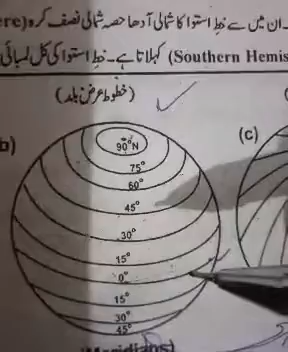 ان میں سے خطِ استوا کا شمالی آدھا حصہ شمالی نصف کرہ (ere
کہلاتا ہے۔ خطِ استوا کی کل لمبائی (Southern Hemis
(خطوط عرض بلد)
b)
(c)
90°N
75°
60°
45°
30°
15°
0°
15°
30°
45°
(Meridians)